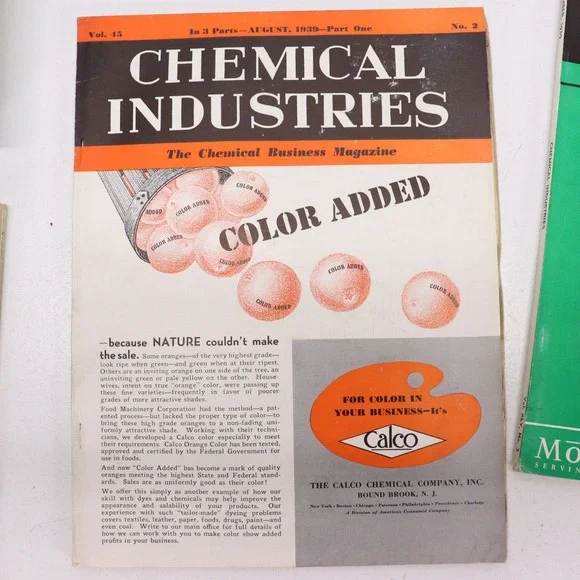 Vol. 45
In 3 Parts—AUGUST, 1939—Part One
No. 2
CHEMICAL
INDUSTRIES
The Chemical Business Magazine
COLOR ADDED
COLOR ADDED
COLOR ADDED
ADDED
COLOR ADDED
COLOR ADDED
COLOR ADDED
COLOR ADDED
COLOR ADDED
COLOR ADDED
—because NATURE couldn't make
the sale. Some oranges—of the very highest grade—
look ripe when green—and green when at their ripest.
Others are an inviting orange on one side of the tree, an
uninviting green or pale yellow on the other. House-
wives, intent on true "orange" color, were passing up
these fine varieties—frequently in favor of poorer
grades of more attractive shades.
Food Machinery Corporation had the method—a pat-
ented process—but lacked the proper type of color—to
bring these high grade oranges to a non-fading uni-
formly attractive shade. Working with their techni-
cians, we developed a Calco color especially to meet
their requirements. Calco Orange Color has been tested,
approved and certified by the Federal Government for
use in foods.
And now "Color Added" has become a mark of quality
oranges meeting the highest State and Federal stand-
ards. Sales are as uniformly good as their color!
We offer this simply as another example of how our
skill with dyes and chemicals may help improve the
appearance and salability of your products. Our
experience with such "tailor-made" dyeing problems
covers textiles, leather, paper, foods, drugs, paint—and
even coal. Write to our main office for full details of
how we can work with you to make color show added
profits in your business.
FOR COLOR IN
YOUR BUSINESS—It's
Calco
THE CALCO CHEMICAL COMPANY, INC.
BOUND BROOK, N. J.
New York • Boston • Chicago • Paterson • Philadelphia • Providence • Charlotte
A Division of American Cyanamid Company
CHEMICAL INDUSTRIES
Mo